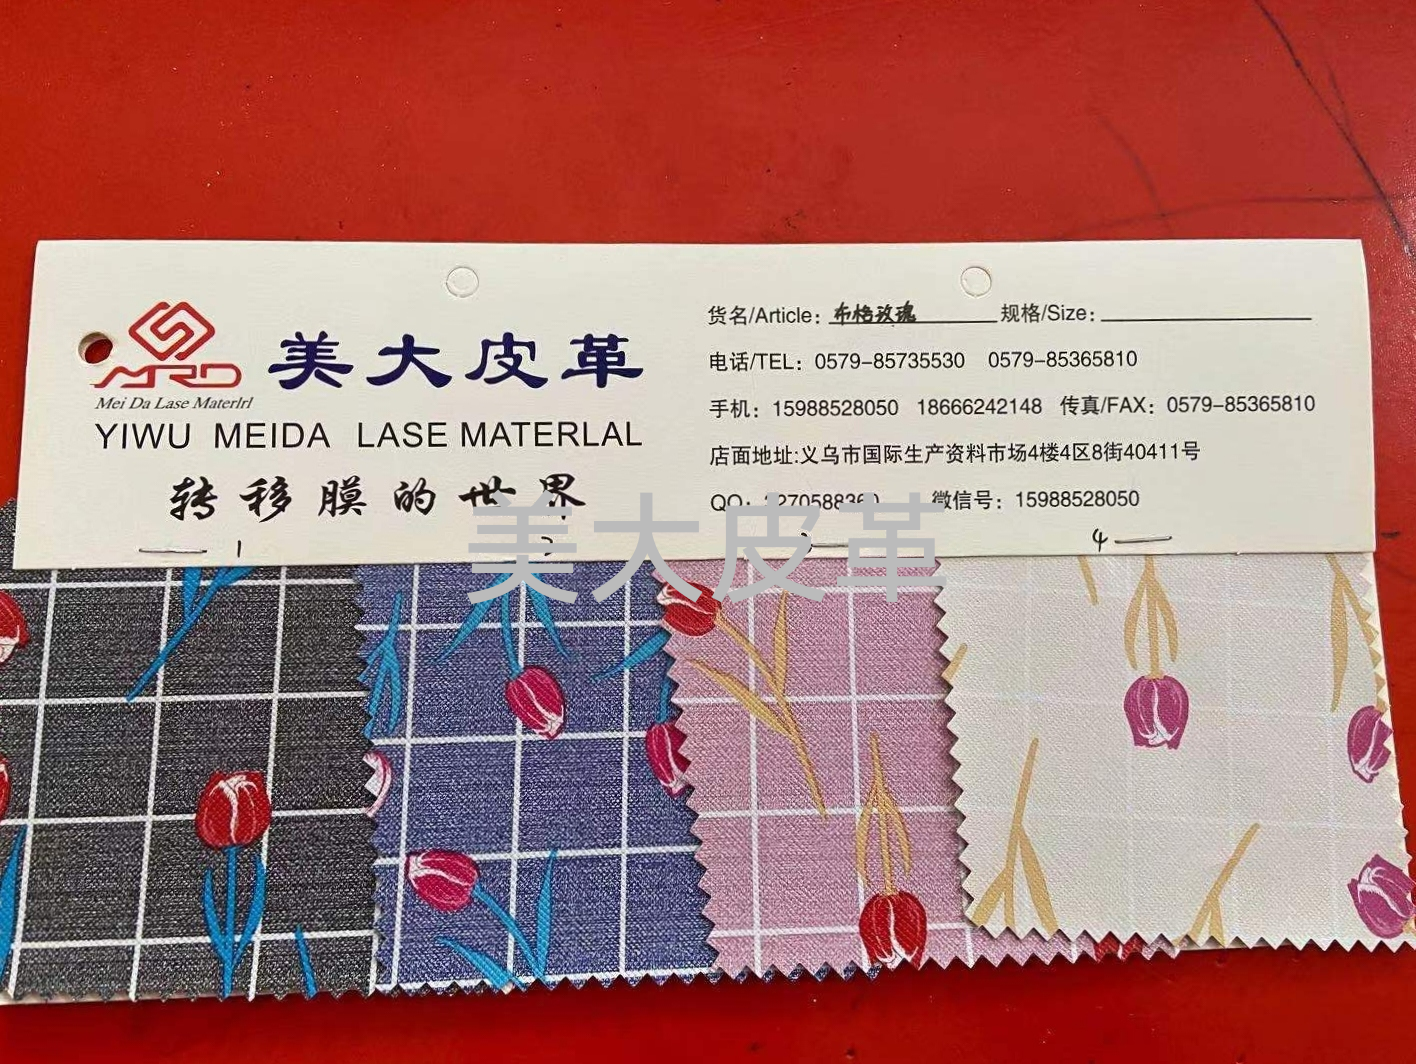 MRD
Mei Da Lase Materlrl
美大皮革
YIWU MEIDA LASE MATERLAL
转移膜的世界
货名/Article：布格玫瑰 规格/Size：
电话/TEL：0579-85735530 0579-85365810
手机：15988528050 18666242148 传真/FAX：0579-85365810
店面地址:义乌市国际生产资料市场4楼4区8街40411号
QQ： 微信号：15988528050
1 2 3 4
美大皮革